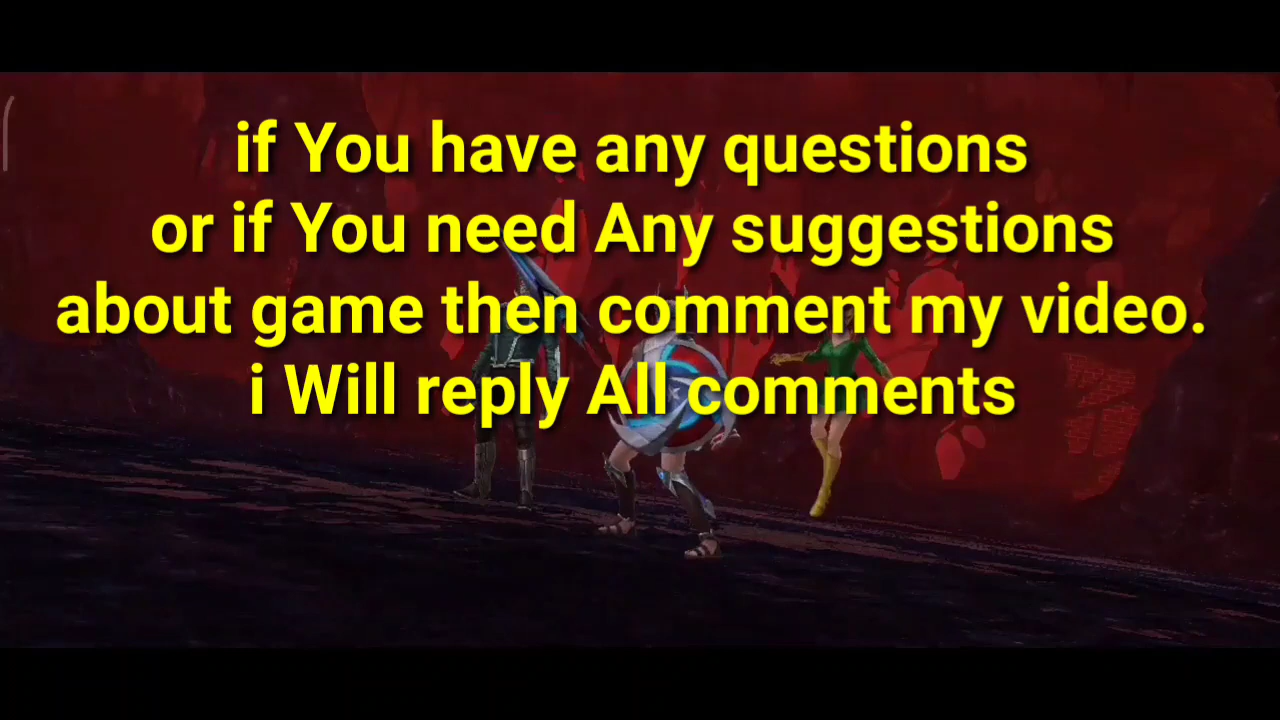 if You have any questions
or if You need Any suggestions
about game then comment my video.
i Will reply All comments